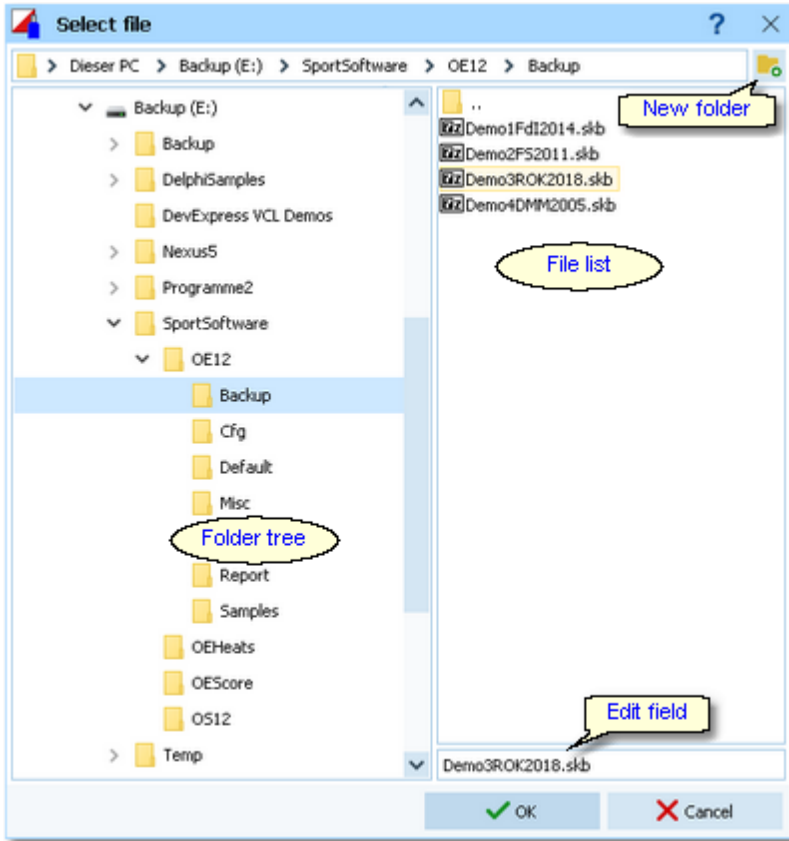 Select file
?
Dieser PC > Backup (E:) > SportSoftware > OE12 > Backup
New folder
Backup (E:)
Backup
DelphiSamples
DevExpress VCL Demos
Nexus5
Programme2
SportSoftware
OE12
Backup
Cfg
Default
Misc
Folder tree
Report
Samples
OEHeats
OEScore
OS12
Temp
..
Demo1FdI2014.skb
Demo2FS2011.skb
Demo3ROK2018.skb
Demo4DMM2005.skb
File list
Edit field
Demo3ROK2018.skb
OK
Cancel